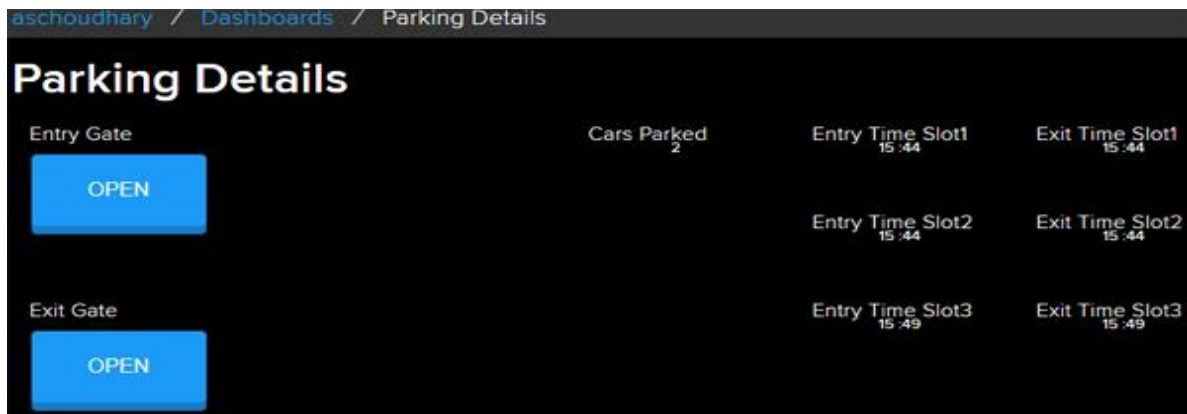 aschoudhary / Dashboards / Parking Details
Parking Details
Entry Gate
OPEN
Cars Parked
2
Entry Time Slot1
15 :44
Exit Time Slot1
15 :44
Entry Time Slot2
15 :44
Exit Time Slot2
15 :44
Exit Gate
OPEN
Entry Time Slot3
15 :49
Exit Time Slot3
15 :49